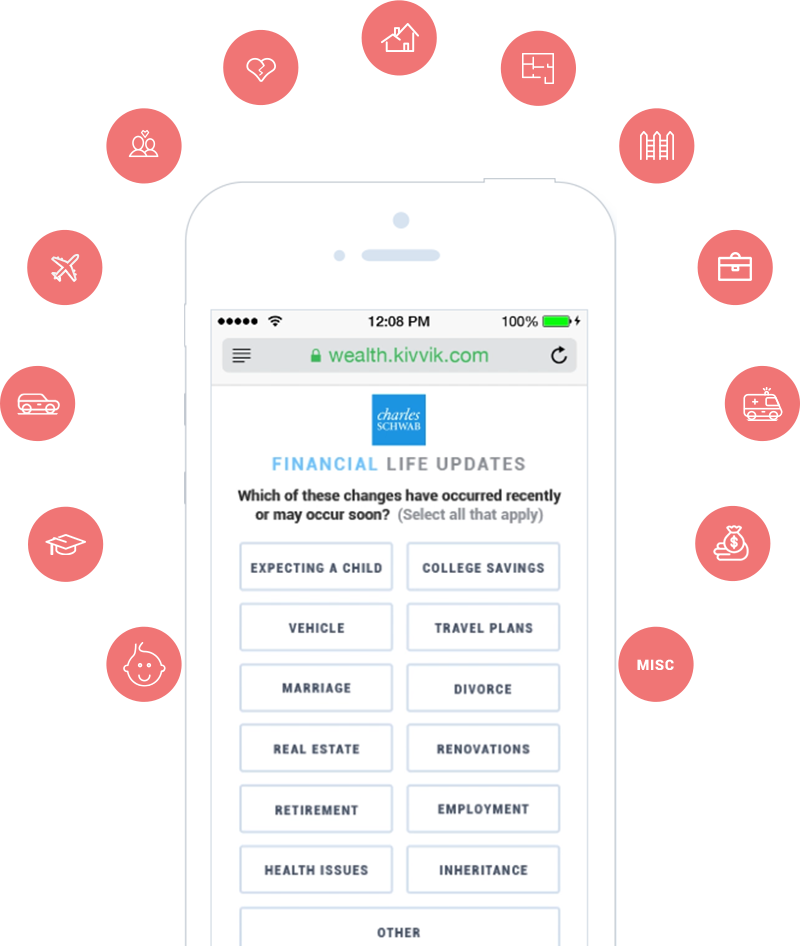 12:08 PM 100%
wealth.kivvik.com
charles
SCHWAB
FINANCIAL LIFE UPDATES
Which of these changes have occurred recently
or may occur soon? (Select all that apply)
EXPECTING A CHILD COLLEGE SAVINGS
VEHICLE TRAVEL PLANS
MARRIAGE DIVORCE
REAL ESTATE RENOVATIONS
RETIREMENT EMPLOYMENT
HEALTH ISSUES INHERITANCE
OTHER
$
MISC